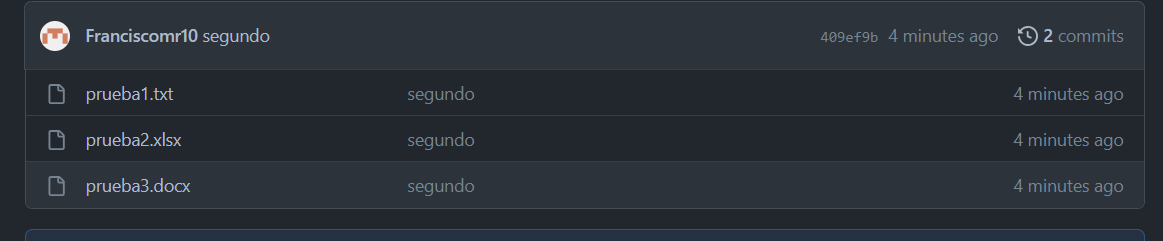 Franciscomr10 segundo 409ef9b 4 minutes ago 2 commits
prueba1.txt segundo 4 minutes ago
prueba2.xlsx segundo 4 minutes ago
prueba3.docx segundo 4 minutes ago